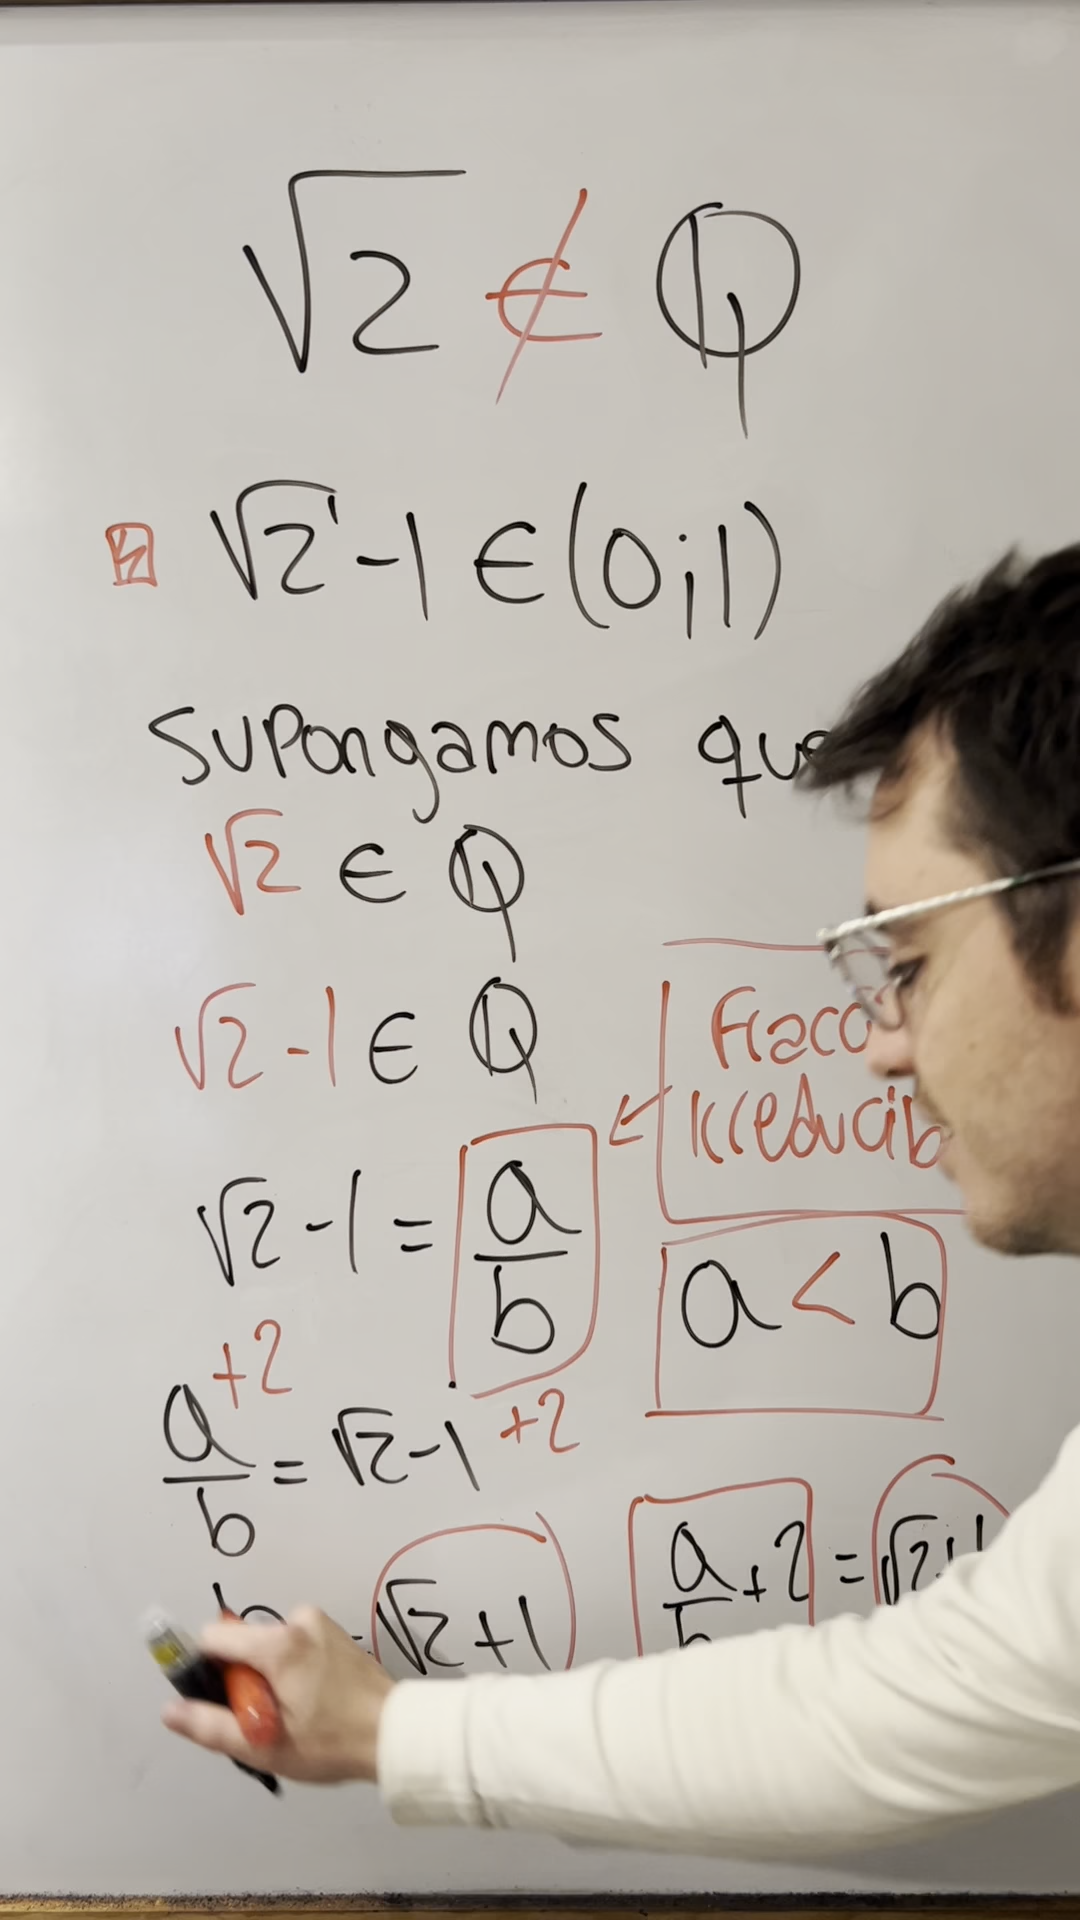 √2 ∉ ℚ
√2 - 1 ∈ (0;1)
Supongamos que
√2 ∈ ℚ
√2 - 1 ∈ ℚ
√2 - 1 = a/b
a < b
+2
a/b = √2 - 1 +2
= √2 + 1
a/b + 2 = √2 + 1